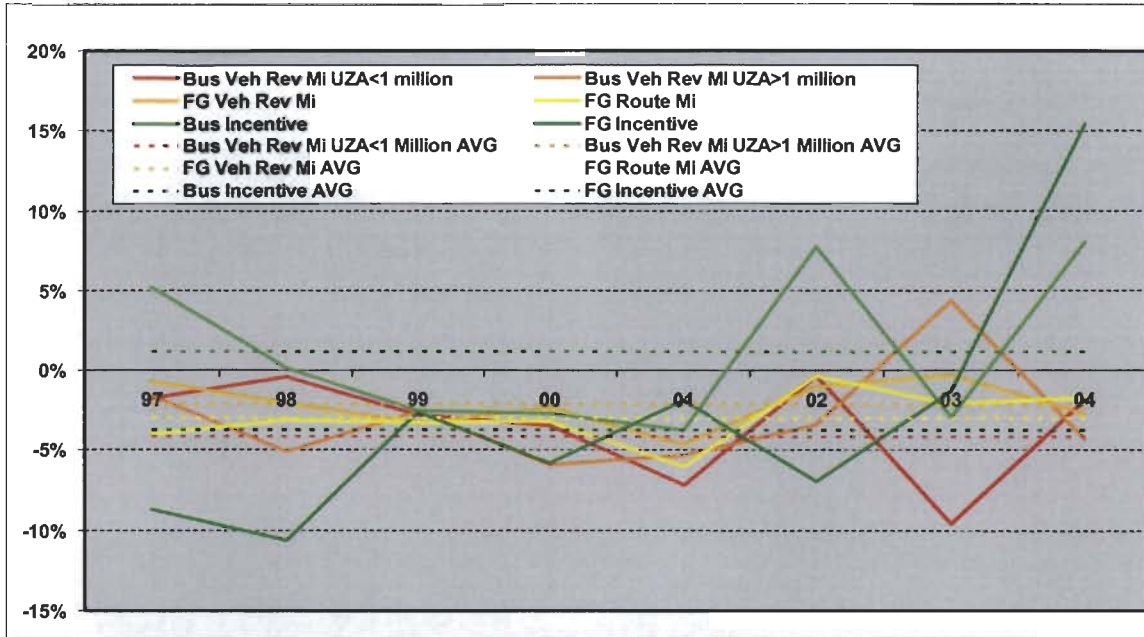 20%
Bus Veh Rev Mi UZA<1 million Bus Veh Rev MI UZA>1 million
FG Veh Rev Mi FG Route Mi
15%
Bus Incentive FG Incentive
Bus Veh Rev Mi UZA<1 Million AVG Bus Veh Rev Mi UZA>1 Million AVG
FG Veh Rev Mi AVG FG Route Mi AVG
Bus Incentive AVG FG Incentive AVG
10%
5%
0%
97 98 99 00 01 02 03 04
-5%
-10%
-15%